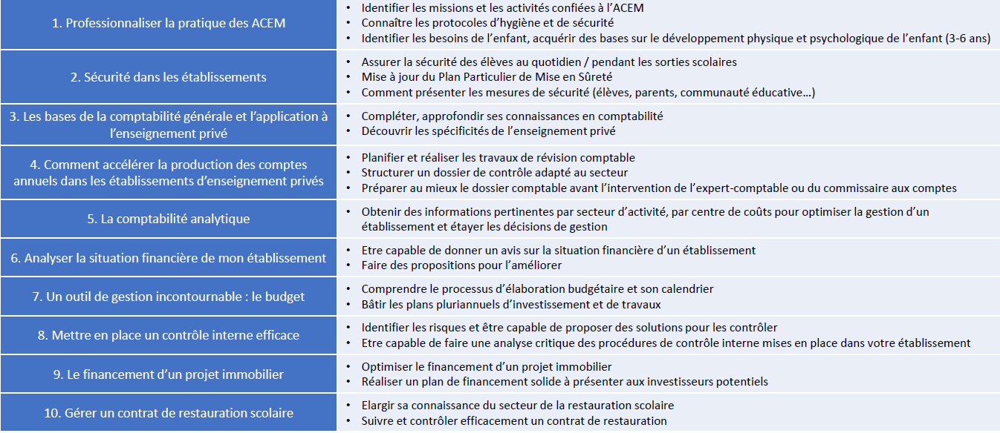 1. Professionnaliser la pratique des ACEM
• Identifier les missions et les activités confiées à l’ACEM
• Connaître les protocoles d’hygiène et de sécurité
• Identifier les besoins de l’enfant, acquérir des bases sur le développement physique et psychologique de l’enfant (3-6 ans)
2. Sécurité dans les établissements
• Assurer la sécurité des élèves au quotidien / pendant les sorties scolaires
• Mise à jour du Plan Particulier de Mise en Sûreté
• Comment présenter les mesures de sécurité (élèves, parents, communauté éducative…)
3. Les bases de la comptabilité générale et l’application à
l’enseignement privé
• Compléter, approfondir ses connaissances en comptabilité
• Découvrir les spécificités de l’enseignement privé
4. Comment accélérer la production des comptes
annuels dans les établissements d’enseignement privés
• Planifier et réaliser les travaux de révision comptable
• Structurer un dossier de contrôle adapté au secteur
• Préparer au mieux le dossier comptable avant l’intervention de l’expert-comptable ou du commissaire aux comptes
5. La comptabilité analytique
• Obtenir des informations pertinentes par secteur d’activité, par centre de coûts pour optimiser la gestion d’un
établissement et étayer les décisions de gestion
6. Analyser la situation financière de mon établissement
• Etre capable de donner un avis sur la situation financière d’un établissement
• Faire des propositions pour l’améliorer
7. Un outil de gestion incontournable : le budget
• Comprendre le processus d’élaboration budgétaire et son calendrier
• Bâtir les plans pluriannuels d’investissement et de travaux
8. Mettre en place un contrôle interne efficace
• Identifier les risques et être capable de proposer des solutions pour les contrôler
• Etre capable de faire une analyse critique des procédures de contrôle interne mises en place dans votre établissement
9. Le financement d’un projet immobilier
• Optimiser le financement d’un projet immobilier
• Réaliser un plan de financement solide à présenter aux investisseurs potentiels
10. Gérer un contrat de restauration scolaire
• Elargir sa connaissance du secteur de la restauration scolaire
• Suivre et contrôler efficacement un contrat de restauration